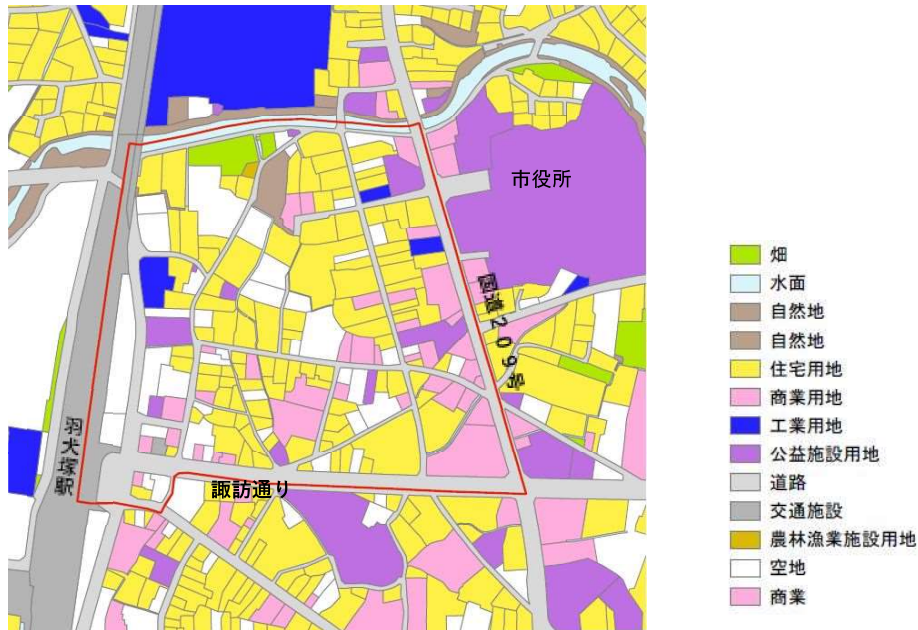 市役所
国道209号
羽犬塚駅
諏訪通り
畑
水面
自然地
自然地
住宅用地
商業用地
工業用地
公益施設用地
道路
交通施設
農林漁業施設用地
空地
商業